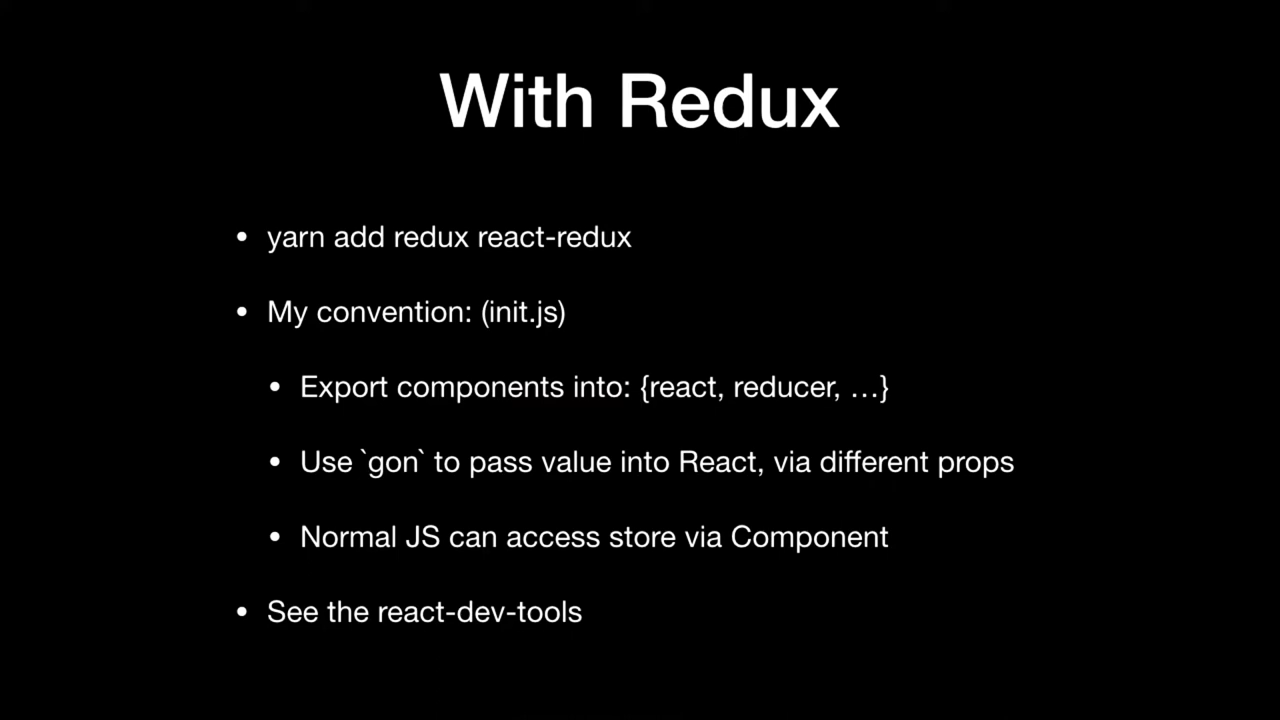 With Redux
• yarn add redux react-redux
• My convention: (init.js)
• Export components into: {react, reducer, …}
• Use `gon` to pass value into React, via different props
• Normal JS can access store via Component
• See the react-dev-tools